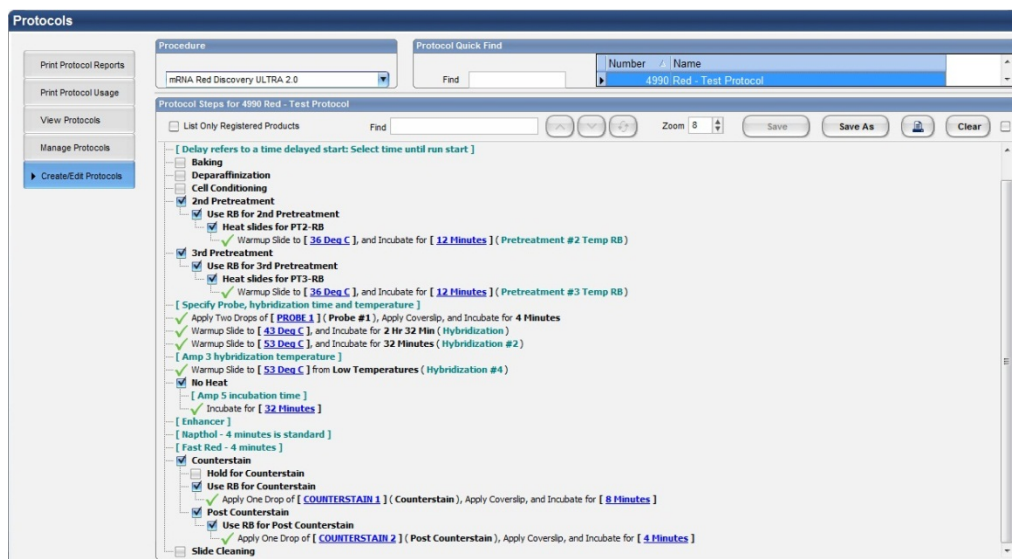 Protocols
Print Protocol Reports
Print Protocol Usage
View Protocols
Manage Protocols
Create/Edit Protocols
Procedure
mRNA Red Discovery ULTRA 2.0
Protocol Quick Find
Find
Number Name
4990 Red - Test Protocol
Protocol Steps for 4990 Red - Test Protocol
List Only Registered Products
Find
Zoom 8
Save
Save As
Clear
[ Delay refers to a time delayed start: Select time until run start ]
Baking
Deparaffinization
Cell Conditioning
2nd Pretreatment
Use RB for 2nd Pretreatment
Heat slides for PT2-RB
Warmup Slide to [ 36 Deg C ], and Incubate for [ 12 Minutes ] ( Pretreatment #2 Temp RB )
3rd Pretreatment
Use RB for 3rd Pretreatment
Heat slides for PT3-RB
Warmup Slide to [ 36 Deg C ], and Incubate for [ 12 Minutes ] ( Pretreatment #3 Temp RB )
[ Specify Probe, hybridization time and temperature ]
Apply Two Drops of [ PROBE 1 ] ( Probe #1 ), Apply Coverslip, and Incubate for 4 Minutes
Warmup Slide to [ 43 Deg C ], and Incubate for 2 Hr 32 Min ( Hybridization )
Warmup Slide to [ 53 Deg C ], and Incubate for 32 Minutes ( Hybridization #2 )
[ Amp 3 hybridization temperature ]
Warmup Slide to [ 53 Deg C ] from Low Temperatures ( Hybridization #4 )
No Heat
[ Amp 5 incubation time ]
Incubate for [ 32 Minutes ]
[ Enhancer ]
[ Napthol - 4 minutes is standard ]
[ Fast Red - 4 minutes ]
Counterstain
Hold for Counterstain
Use RB for Counterstain
Apply One Drop of [ COUNTERSTAIN 1 ] ( Counterstain ), Apply Coverslip, and Incubate for [ 8 Minutes ]
Post Counterstain
Use RB for Post Counterstain
Apply One Drop of [ COUNTERSTAIN 2 ] ( Post Counterstain ), Apply Coverslip, and Incubate for [ 4 Minutes ]
Slide Cleaning